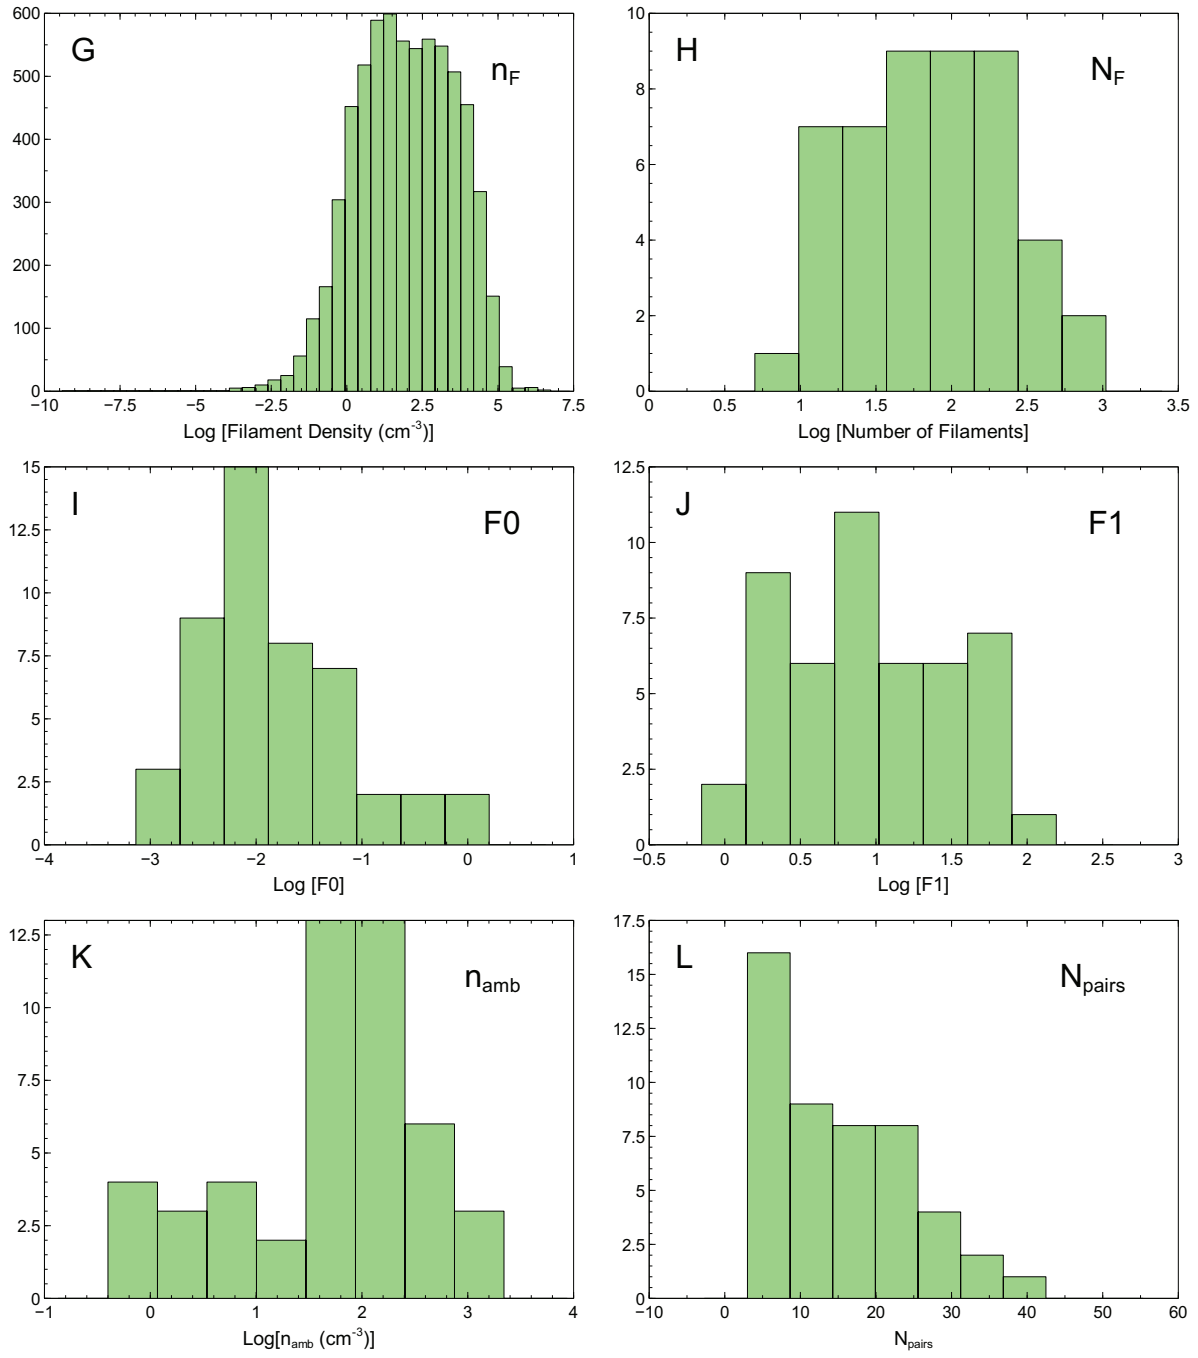 G
n_F
600
500
400
300
200
100
0
−10 −7.5 −5 −2.5 0 2.5 5 7.5
Log [Filament Density (cm⁻³)]
H
N_F
10
8
6
4
2
0
0 0.5 1 1.5 2 2.5 3 3.5
Log [Number of Filaments]
I
F0
15
12.5
10
7.5
5
2.5
0
−4 −3 −2 −1 0 1
Log [F0]
J
F1
12.5
10
7.5
5
2.5
0
−0.5 0 0.5 1 1.5 2 2.5 3
Log [F1]
K
n_amb
12.5
10
7.5
5
2.5
0
−1 0 1 2 3 4
Log[n_amb (cm⁻³)]
L
N_pairs
17.5
15
12.5
10
7.5
5
2.5
0
−10 0 10 20 30 40 50 60
N_pairs